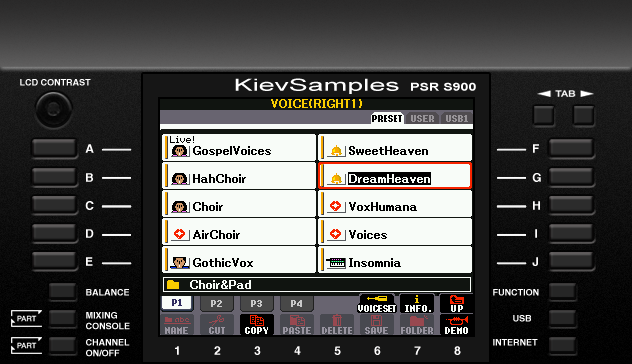 LCD CONTRAST
KievSamples PSR S900
TAB
VOICE(RIGHT1)
PRESET USER USB1
Live!
A GospelVoices SweetHeaven F
B HahChoir DreamHeaven G
C Choir VoxHumana H
D AirChoir Voices I
E GothicVox Insomnia J
Choir&Pad
BALANCE P1 P2 P3 P4 VOICESET INFO. UP FUNCTION
PART MIXING CONSOLE NAME CUT COPY PASTE DELETE SAVE FOLDER DEMO USB
PART CHANNEL ON/OFF INTERNET
1 2 3 4 5 6 7 8